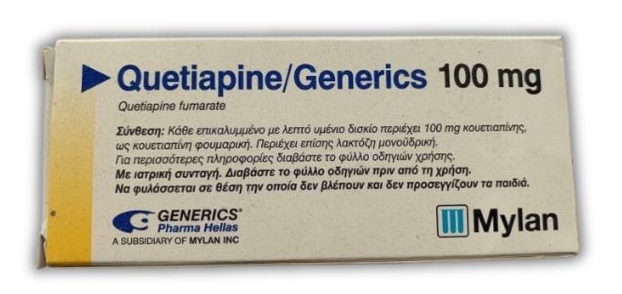 Quetiapine/Generics 100 mg
Quetiapine fumarate
Σύνθεση: Κάθε επικαλυμμένο με λεπτό υμένιο δισκίο περιέχει 100 mg κουετιαπίνης,
ως κουετιαπίνη φουμαρική. Περιέχει επίσης λακτόζη μονοϋδρική.
Για περισσότερες πληροφορίες διαβάστε το φύλλο οδηγιών χρήσης.
Με ιατρική συνταγή. Διαβάστε το φύλλο οδηγιών πριν από τη χρήση.
Να φυλάσσεται σε θέση την οποία δεν βλέπουν και δεν προσεγγίζουν τα παιδιά.
GENERICS®
Pharma Hellas
A SUBSIDIARY OF MYLAN INC
Mylan